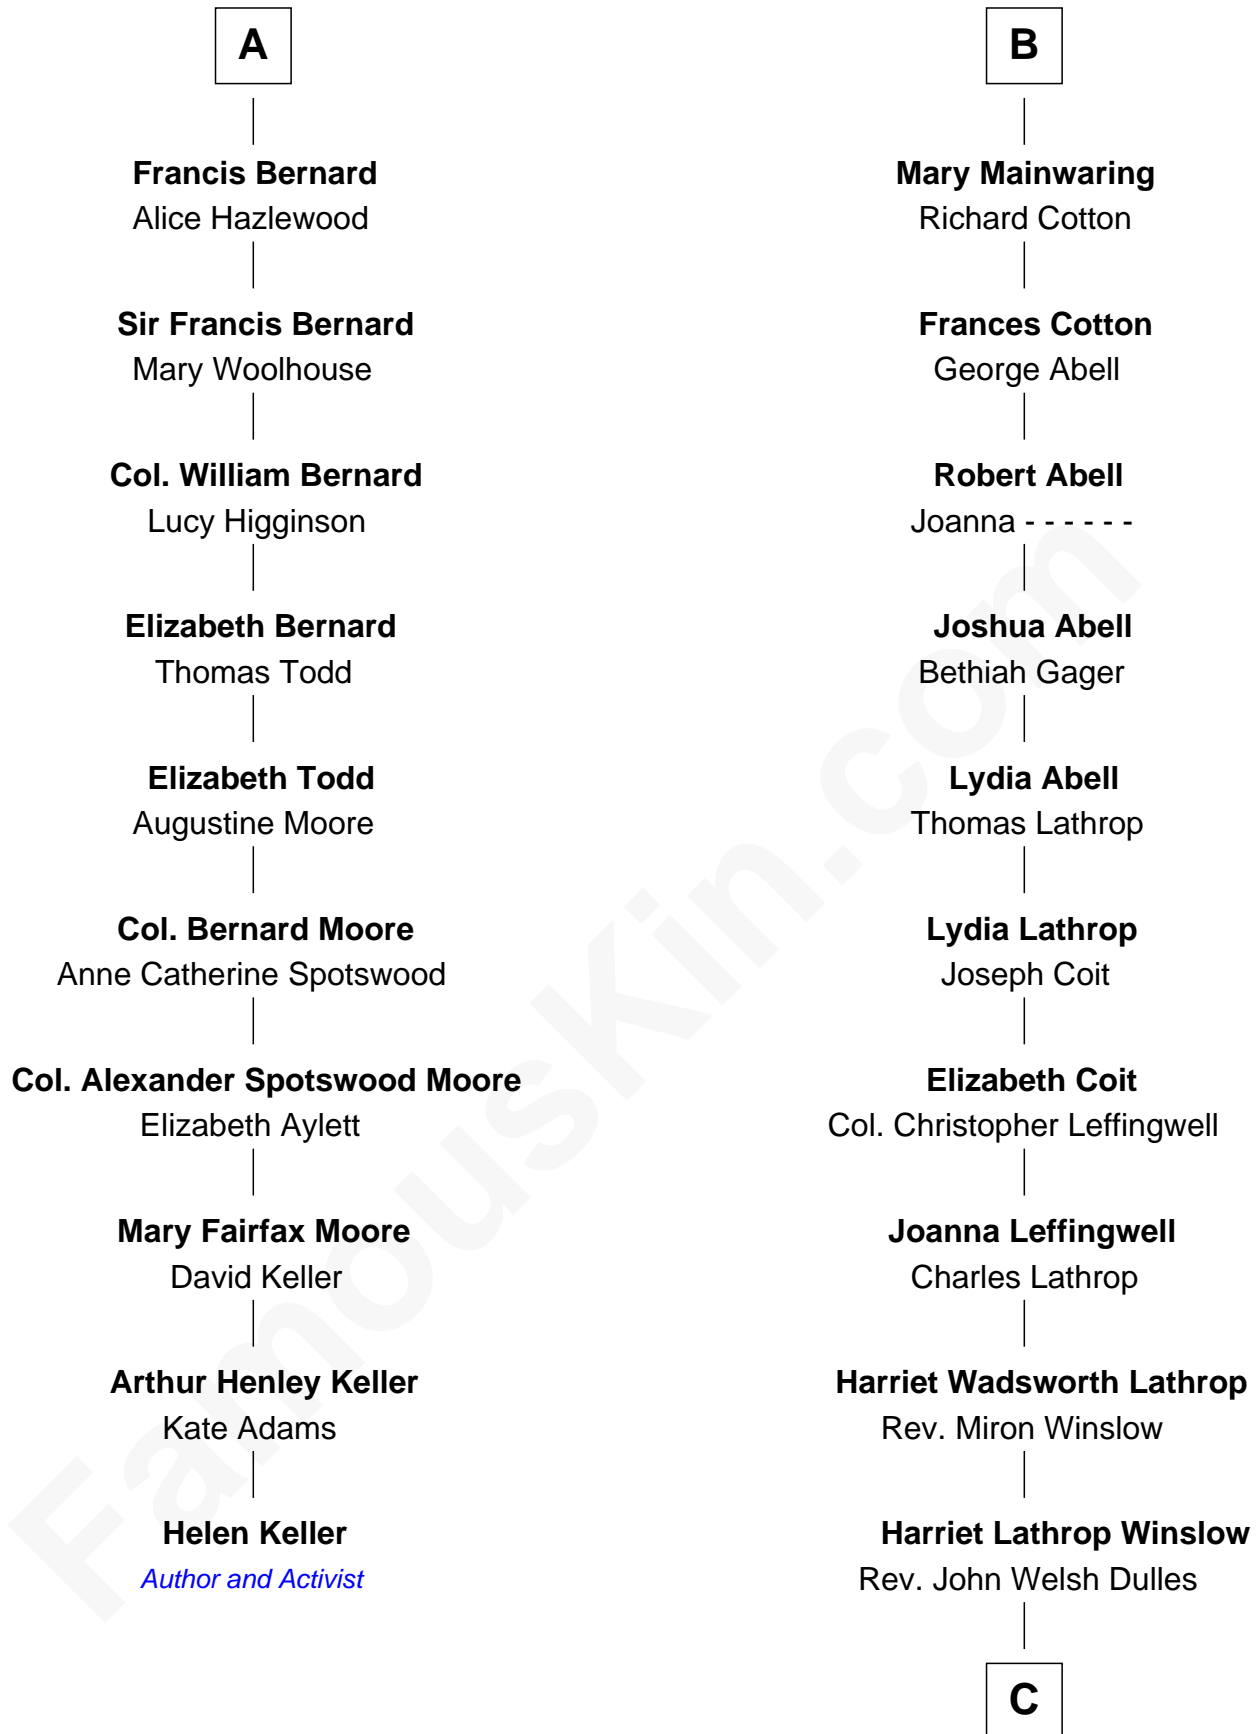 A
Francis Bernard
Alice Hazlewood
Sir Francis Bernard
Mary Woolhouse
Col. William Bernard
Lucy Higginson
Elizabeth Bernard
Thomas Todd
Elizabeth Todd
Augustine Moore
Col. Bernard Moore
Anne Catherine Spotswood
Col. Alexander Spotswood Moore
Elizabeth Aylett
Mary Fairfax Moore
David Keller
Arthur Henley Keller
Kate Adams
Helen Keller
Author and Activist
B
Mary Mainwaring
Richard Cotton
Frances Cotton
George Abell
Robert Abell
Joanna - - - - - -
Joshua Abell
Bethiah Gager
Lydia Abell
Thomas Lathrop
Lydia Lathrop
Joseph Coit
Elizabeth Coit
Col. Christopher Leffingwell
Joanna Leffingwell
Charles Lathrop
Harriet Wadsworth Lathrop
Rev. Miron Winslow
Harriet Lathrop Winslow
Rev. John Welsh Dulles
C
FamousKin.com